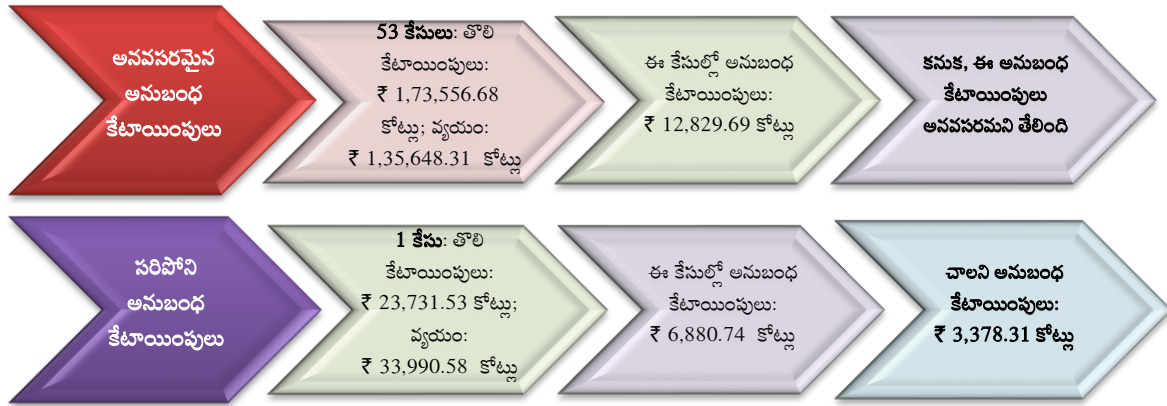 అనవసరమైన
అనుబంధ
కేటాయింపులు
53 కేసులు: తొలి
కేటాయింపులు:
₹ 1,73,556.68
కోట్లు; వ్యయం:
₹ 1,35,648.31 కోట్లు
ఈ కేసుల్లో అనుబంధ
కేటాయింపులు:
₹ 12,829.69 కోట్లు
కనుక, ఈ అనుబంధ
కేటాయింపులు
అనవసరమని తేలింది
సరిపోని
అనుబంధ
కేటాయింపులు
1 కేసు: తొలి
కేటాయింపులు:
₹ 23,731.53 కోట్లు;
వ్యయం:
₹ 33,990.58 కోట్లు
ఈ కేసుల్లో అనుబంధ
కేటాయింపులు:
₹ 6,880.74 కోట్లు
చాలని అనుబంధ
కేటాయింపులు:
₹ 3,378.31 కోట్లు